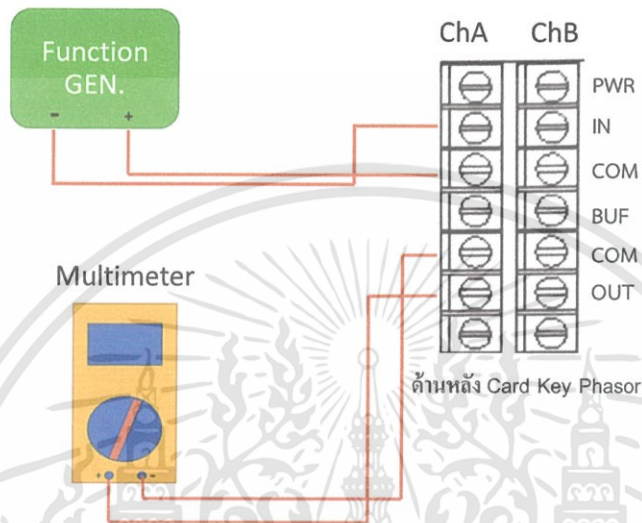 Function
GEN.
- +
ChA ChB
PWR
IN
COM
BUF
COM
OUT
Multimeter
+ -
ด้านหลัง Card Key Phasor